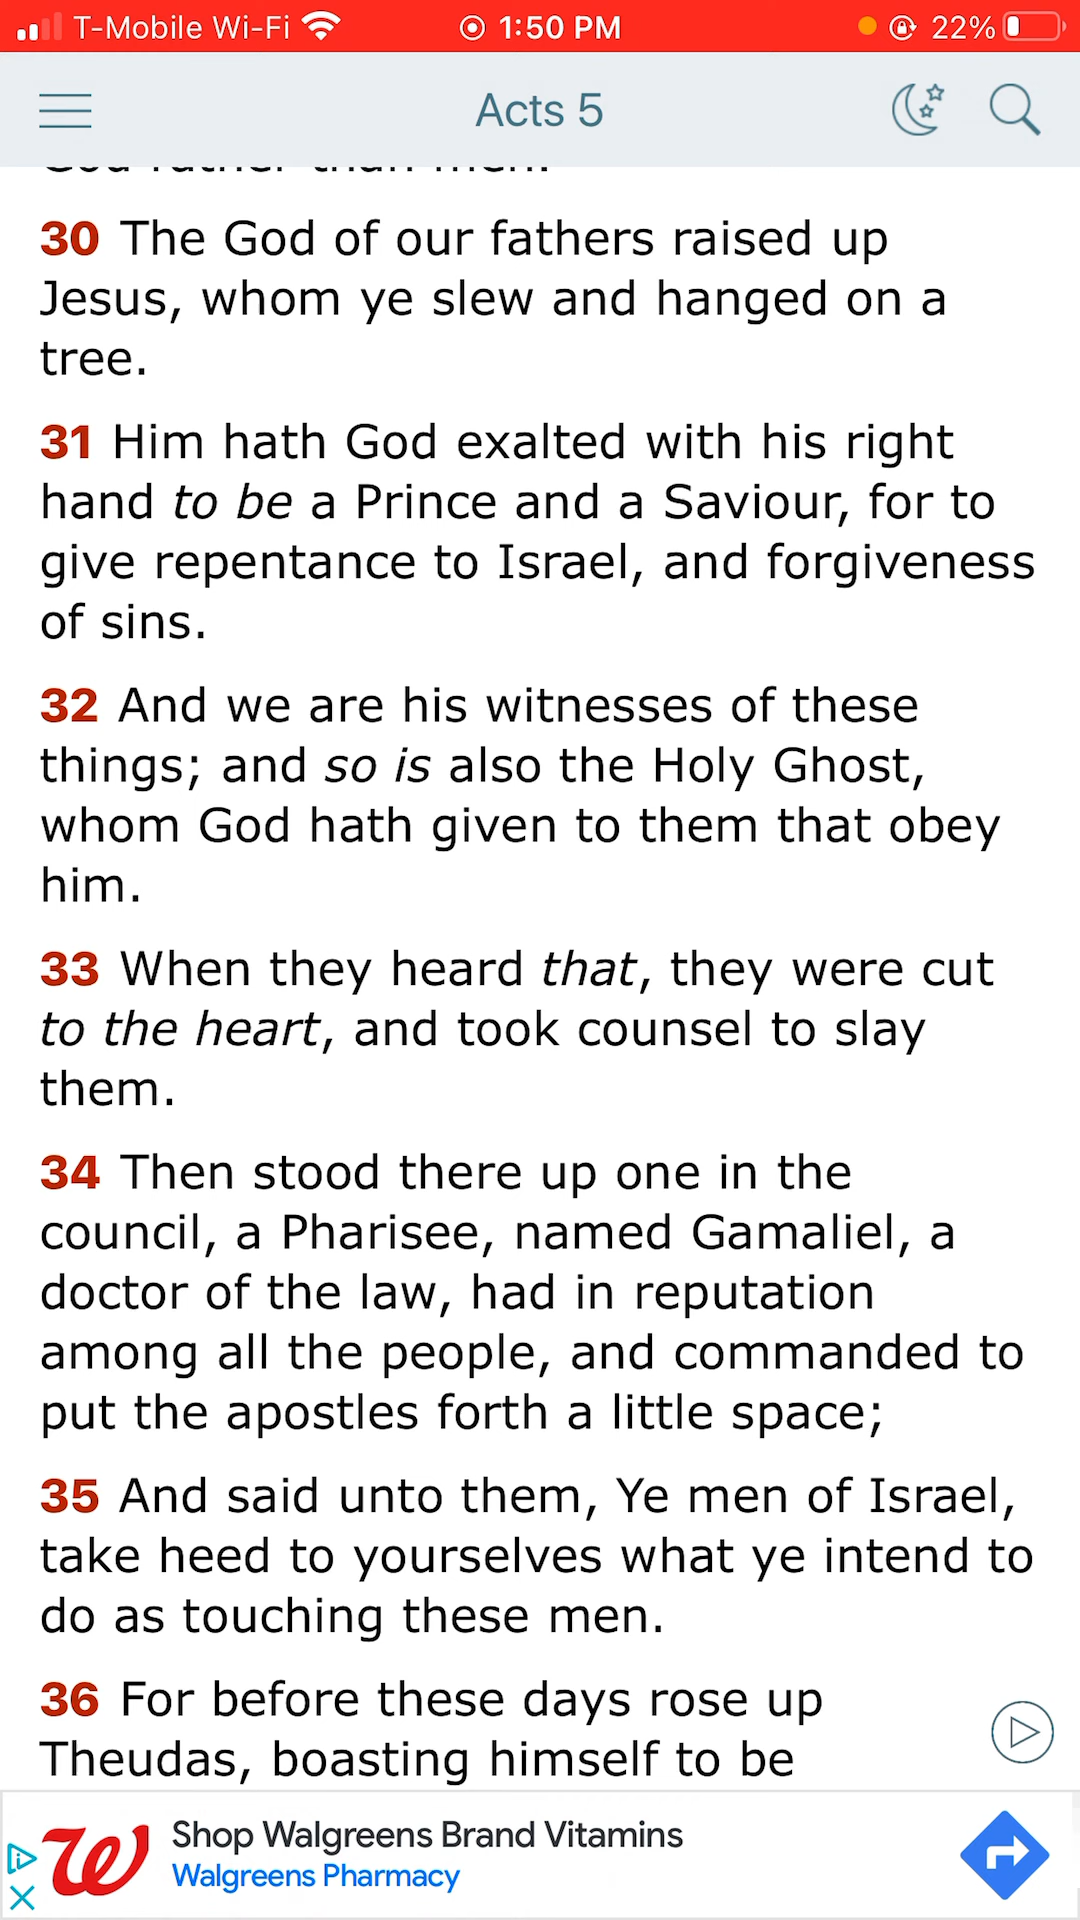 T-Mobile Wi-Fi 1:50 PM 22%
Acts 5
God rather than men.
30 The God of our fathers raised up
Jesus, whom ye slew and hanged on a
tree.
31 Him hath God exalted with his right
hand to be a Prince and a Saviour, for to
give repentance to Israel, and forgiveness
of sins.
32 And we are his witnesses of these
things; and so is also the Holy Ghost,
whom God hath given to them that obey
him.
33 When they heard that, they were cut
to the heart, and took counsel to slay
them.
34 Then stood there up one in the
council, a Pharisee, named Gamaliel, a
doctor of the law, had in reputation
among all the people, and commanded to
put the apostles forth a little space;
35 And said unto them, Ye men of Israel,
take heed to yourselves what ye intend to
do as touching these men.
36 For before these days rose up
Theudas, boasting himself to be
W
Shop Walgreens Brand Vitamins
Walgreens Pharmacy